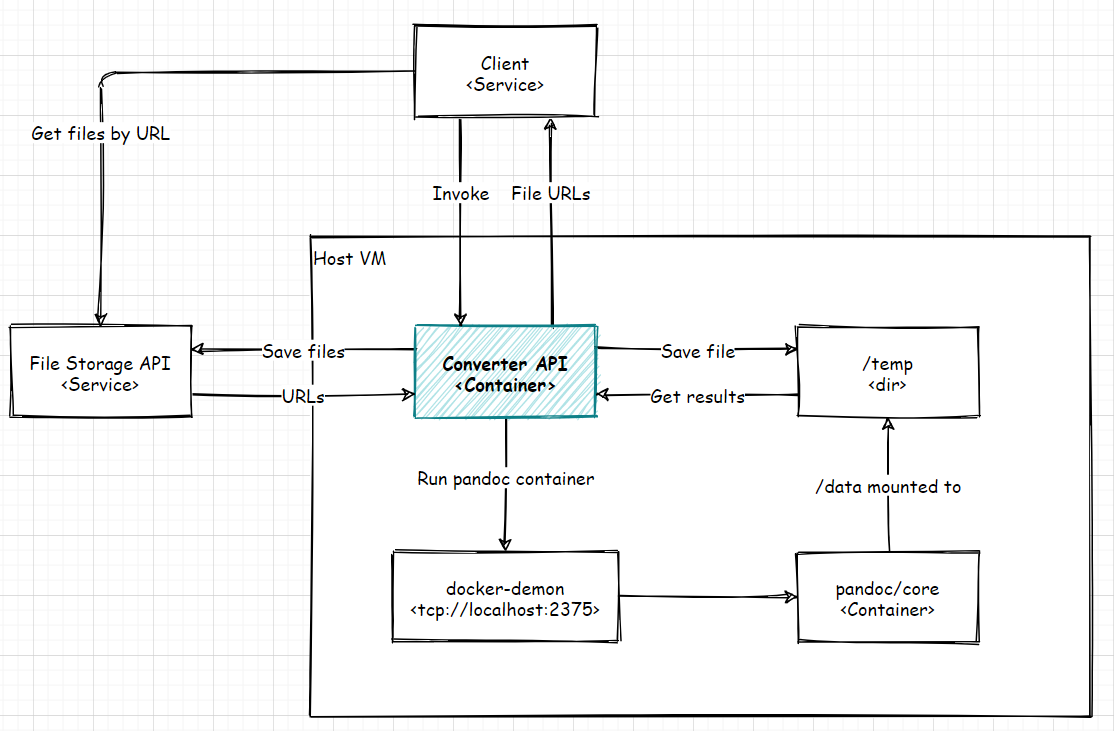 Client
<Service>
Get files by URL
Invoke
File URLs
Host VM
File Storage API
<Service>
Save files
URLs
Converter API
<Container>
Save file
Get results
/temp
<dir>
Run pandoc container
/data mounted to
docker-demon
<tcp://localhost:2375>
pandoc/core
<Container>